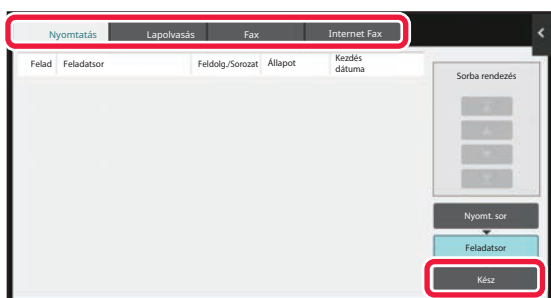 Nyomtatás Lapolvasás Fax Internet Fax
Felad Feladatsor Feldolg./Sorozat Állapot Kezdés
dátuma
Sorba rendezés
Nyomt. sor
Feladatsor
Kész